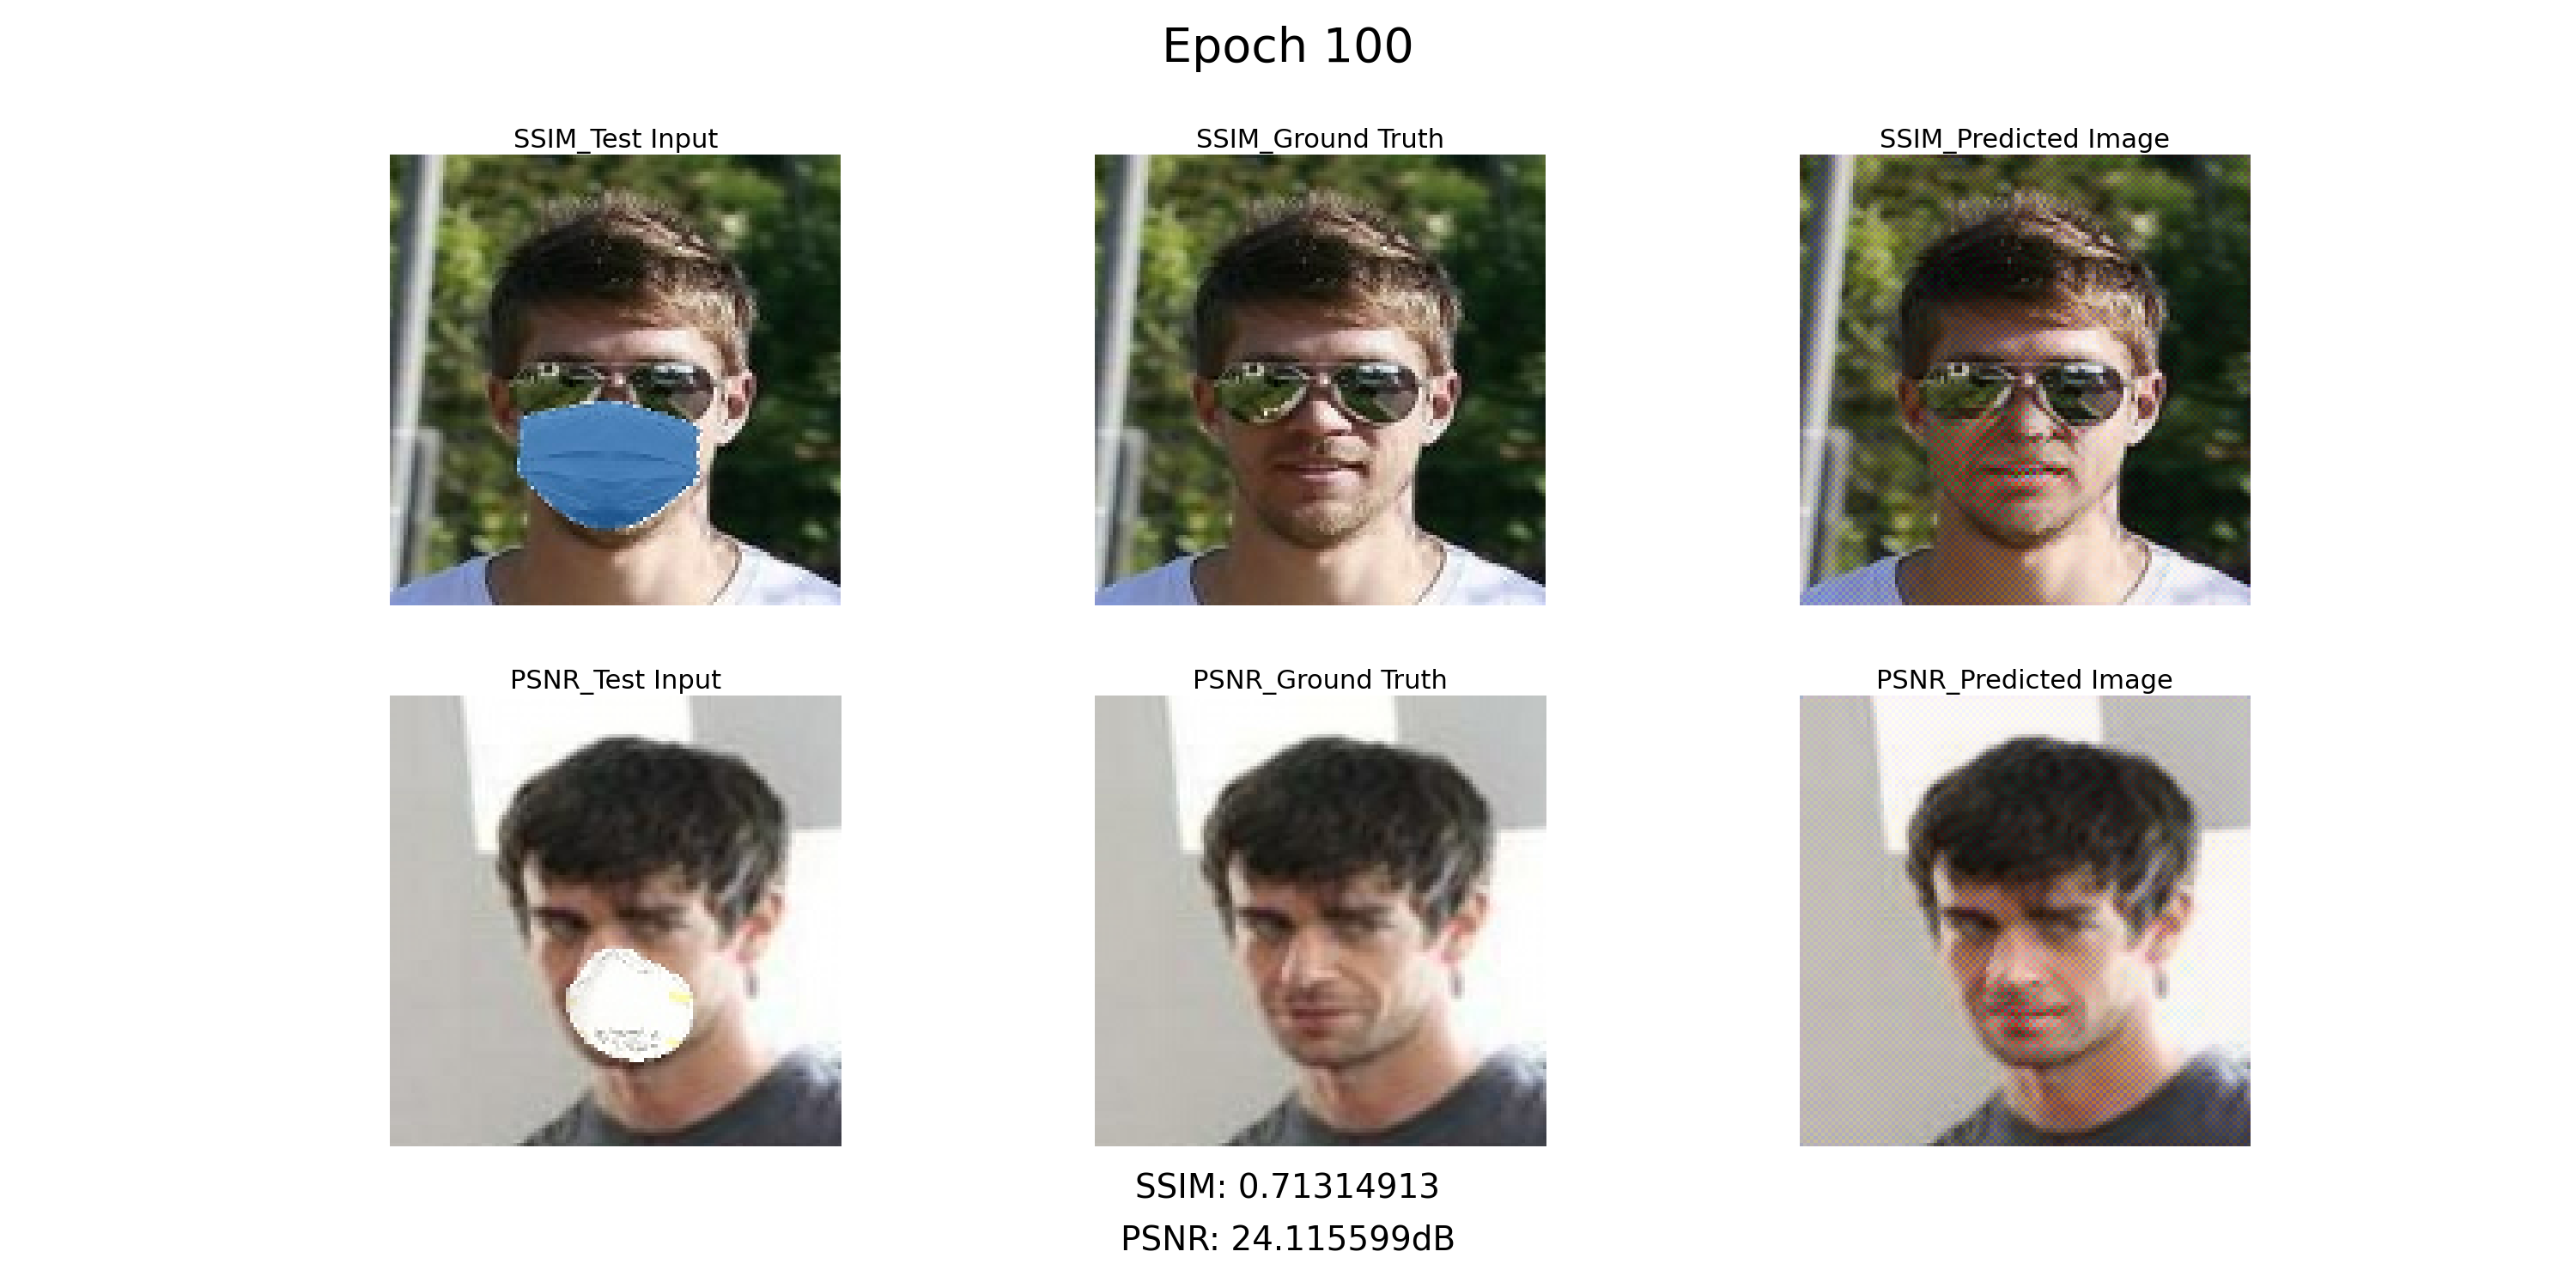 Epoch 100
SSIM_Test Input
SSIM_Ground Truth
SSIM_Predicted Image
PSNR_Test Input
PSNR_Ground Truth
PSNR_Predicted Image
SSIM: 0.71314913
PSNR: 24.115599dB